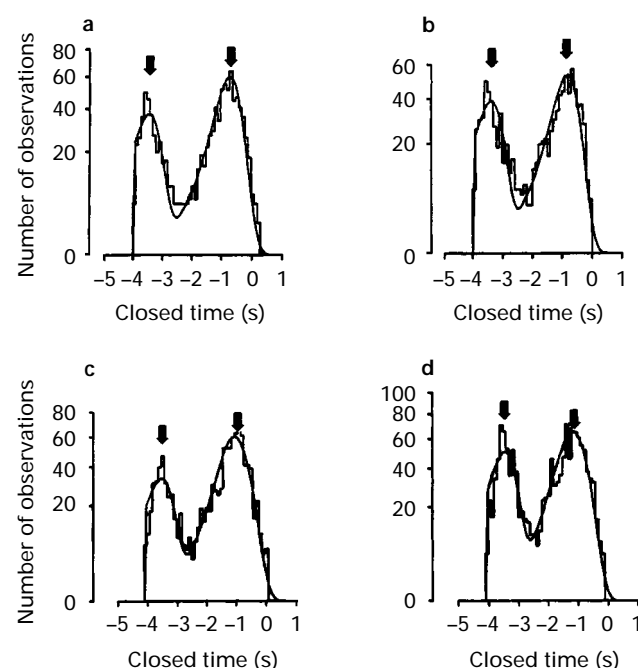 a
Number of observations
80
60
40
20
0
–5 –4 –3 –2 –1 0 1
Closed time (s)
b
60
40
20
0
–5 –4 –3 –2 –1 0 1
Closed time (s)
c
Number of observations
80
60
40
20
0
–5 –4 –3 –2 –1 0 1
Closed time (s)
d
100
80
60
40
20
0
–5 –4 –3 –2 –1 0 1
Closed time (s)